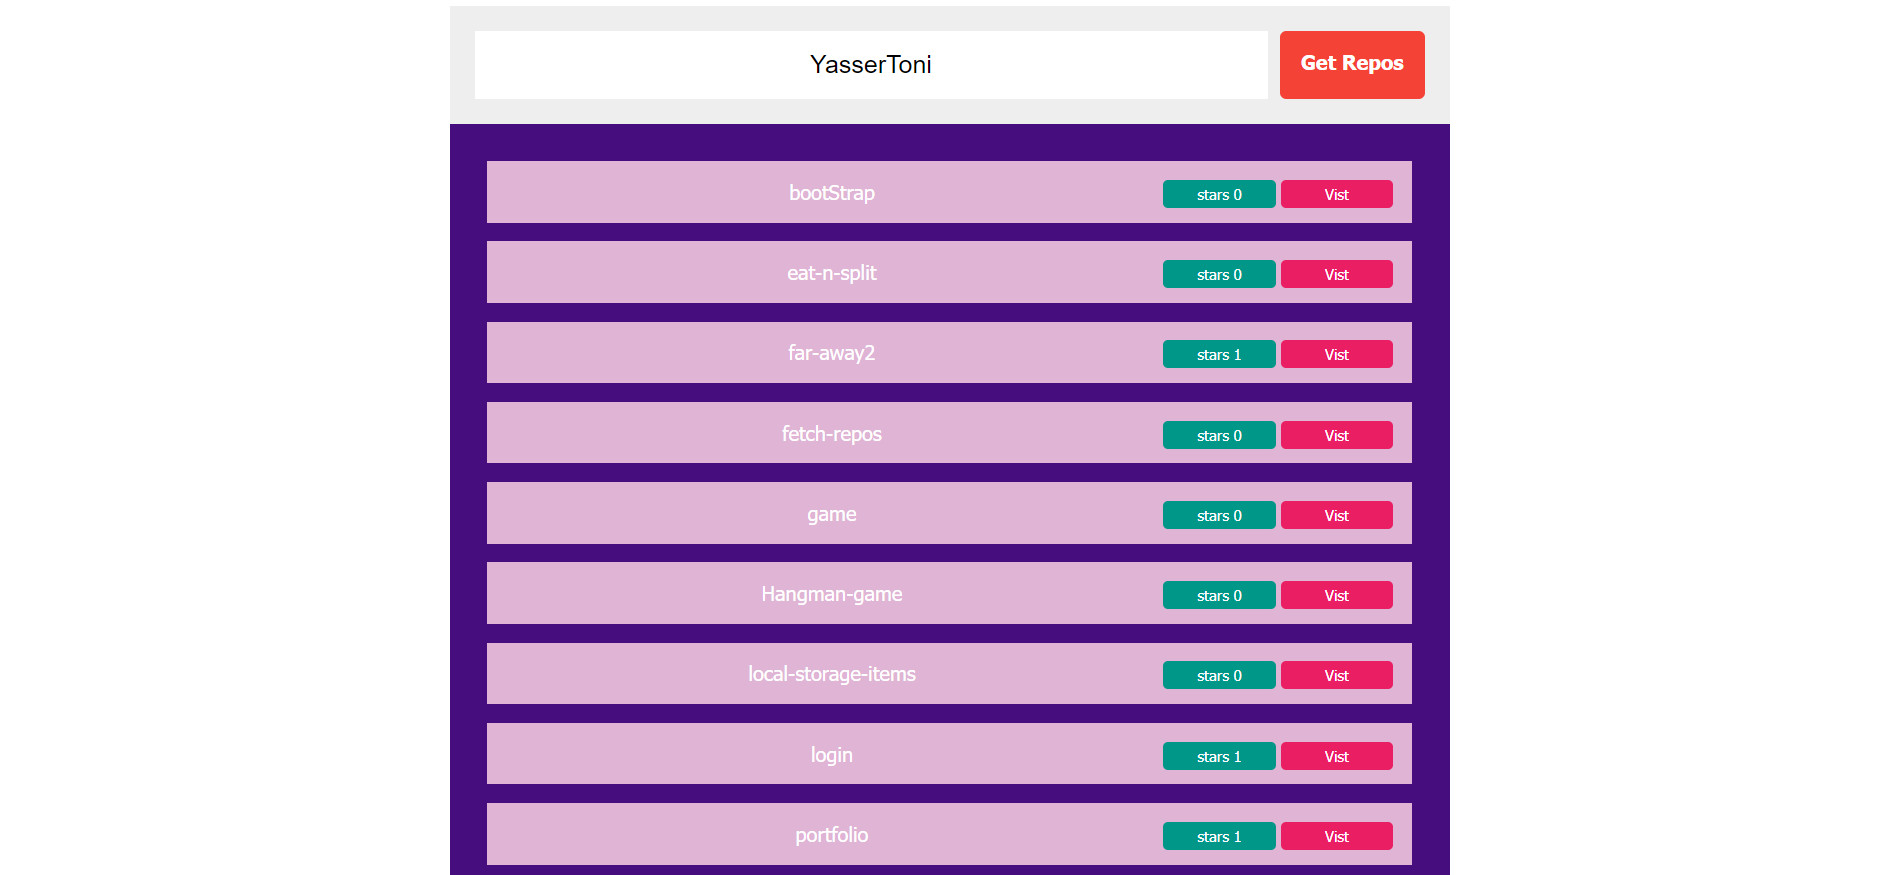 YasserToni Get Repos
bootStrap stars 0 Vist
eat-n-split stars 0 Vist
far-away2 stars 1 Vist
fetch-repos stars 0 Vist
game stars 0 Vist
Hangman-game stars 0 Vist
local-storage-items stars 0 Vist
login stars 1 Vist
portfolio stars 1 Vist